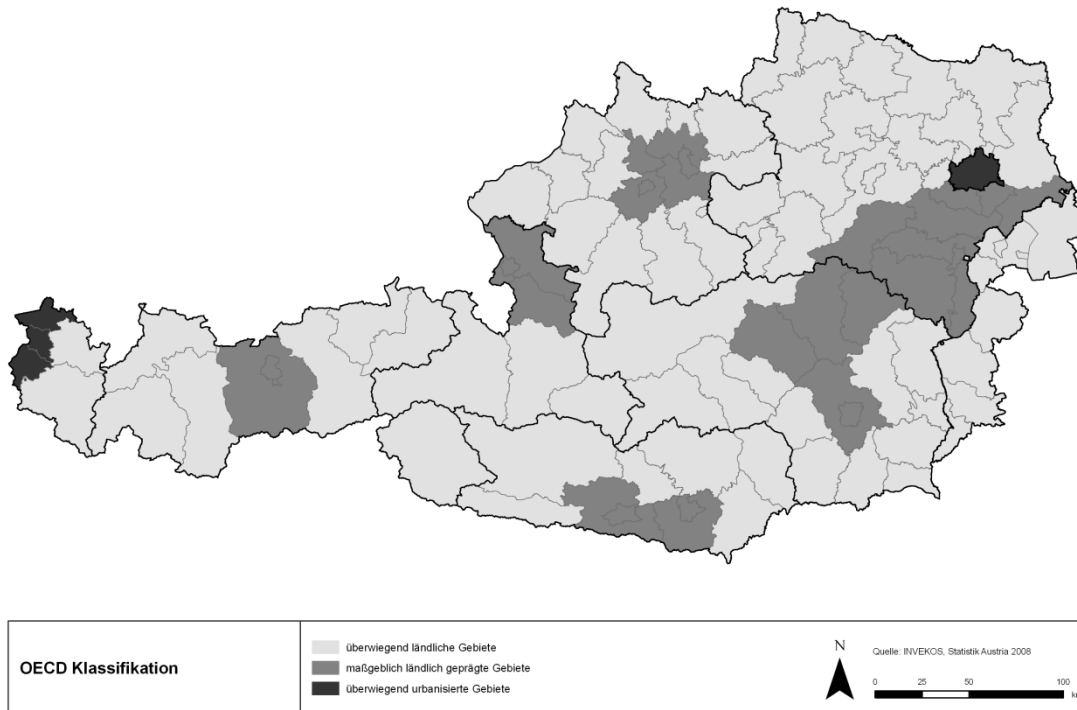 OECD Klassifikation
überwiegend ländliche Gebiete
maßgeblich ländlich geprägte Gebiete
überwiegend urbanisierte Gebiete
N
Quelle: INVEKOS, Statistik Austria 2008
0 25 50 100